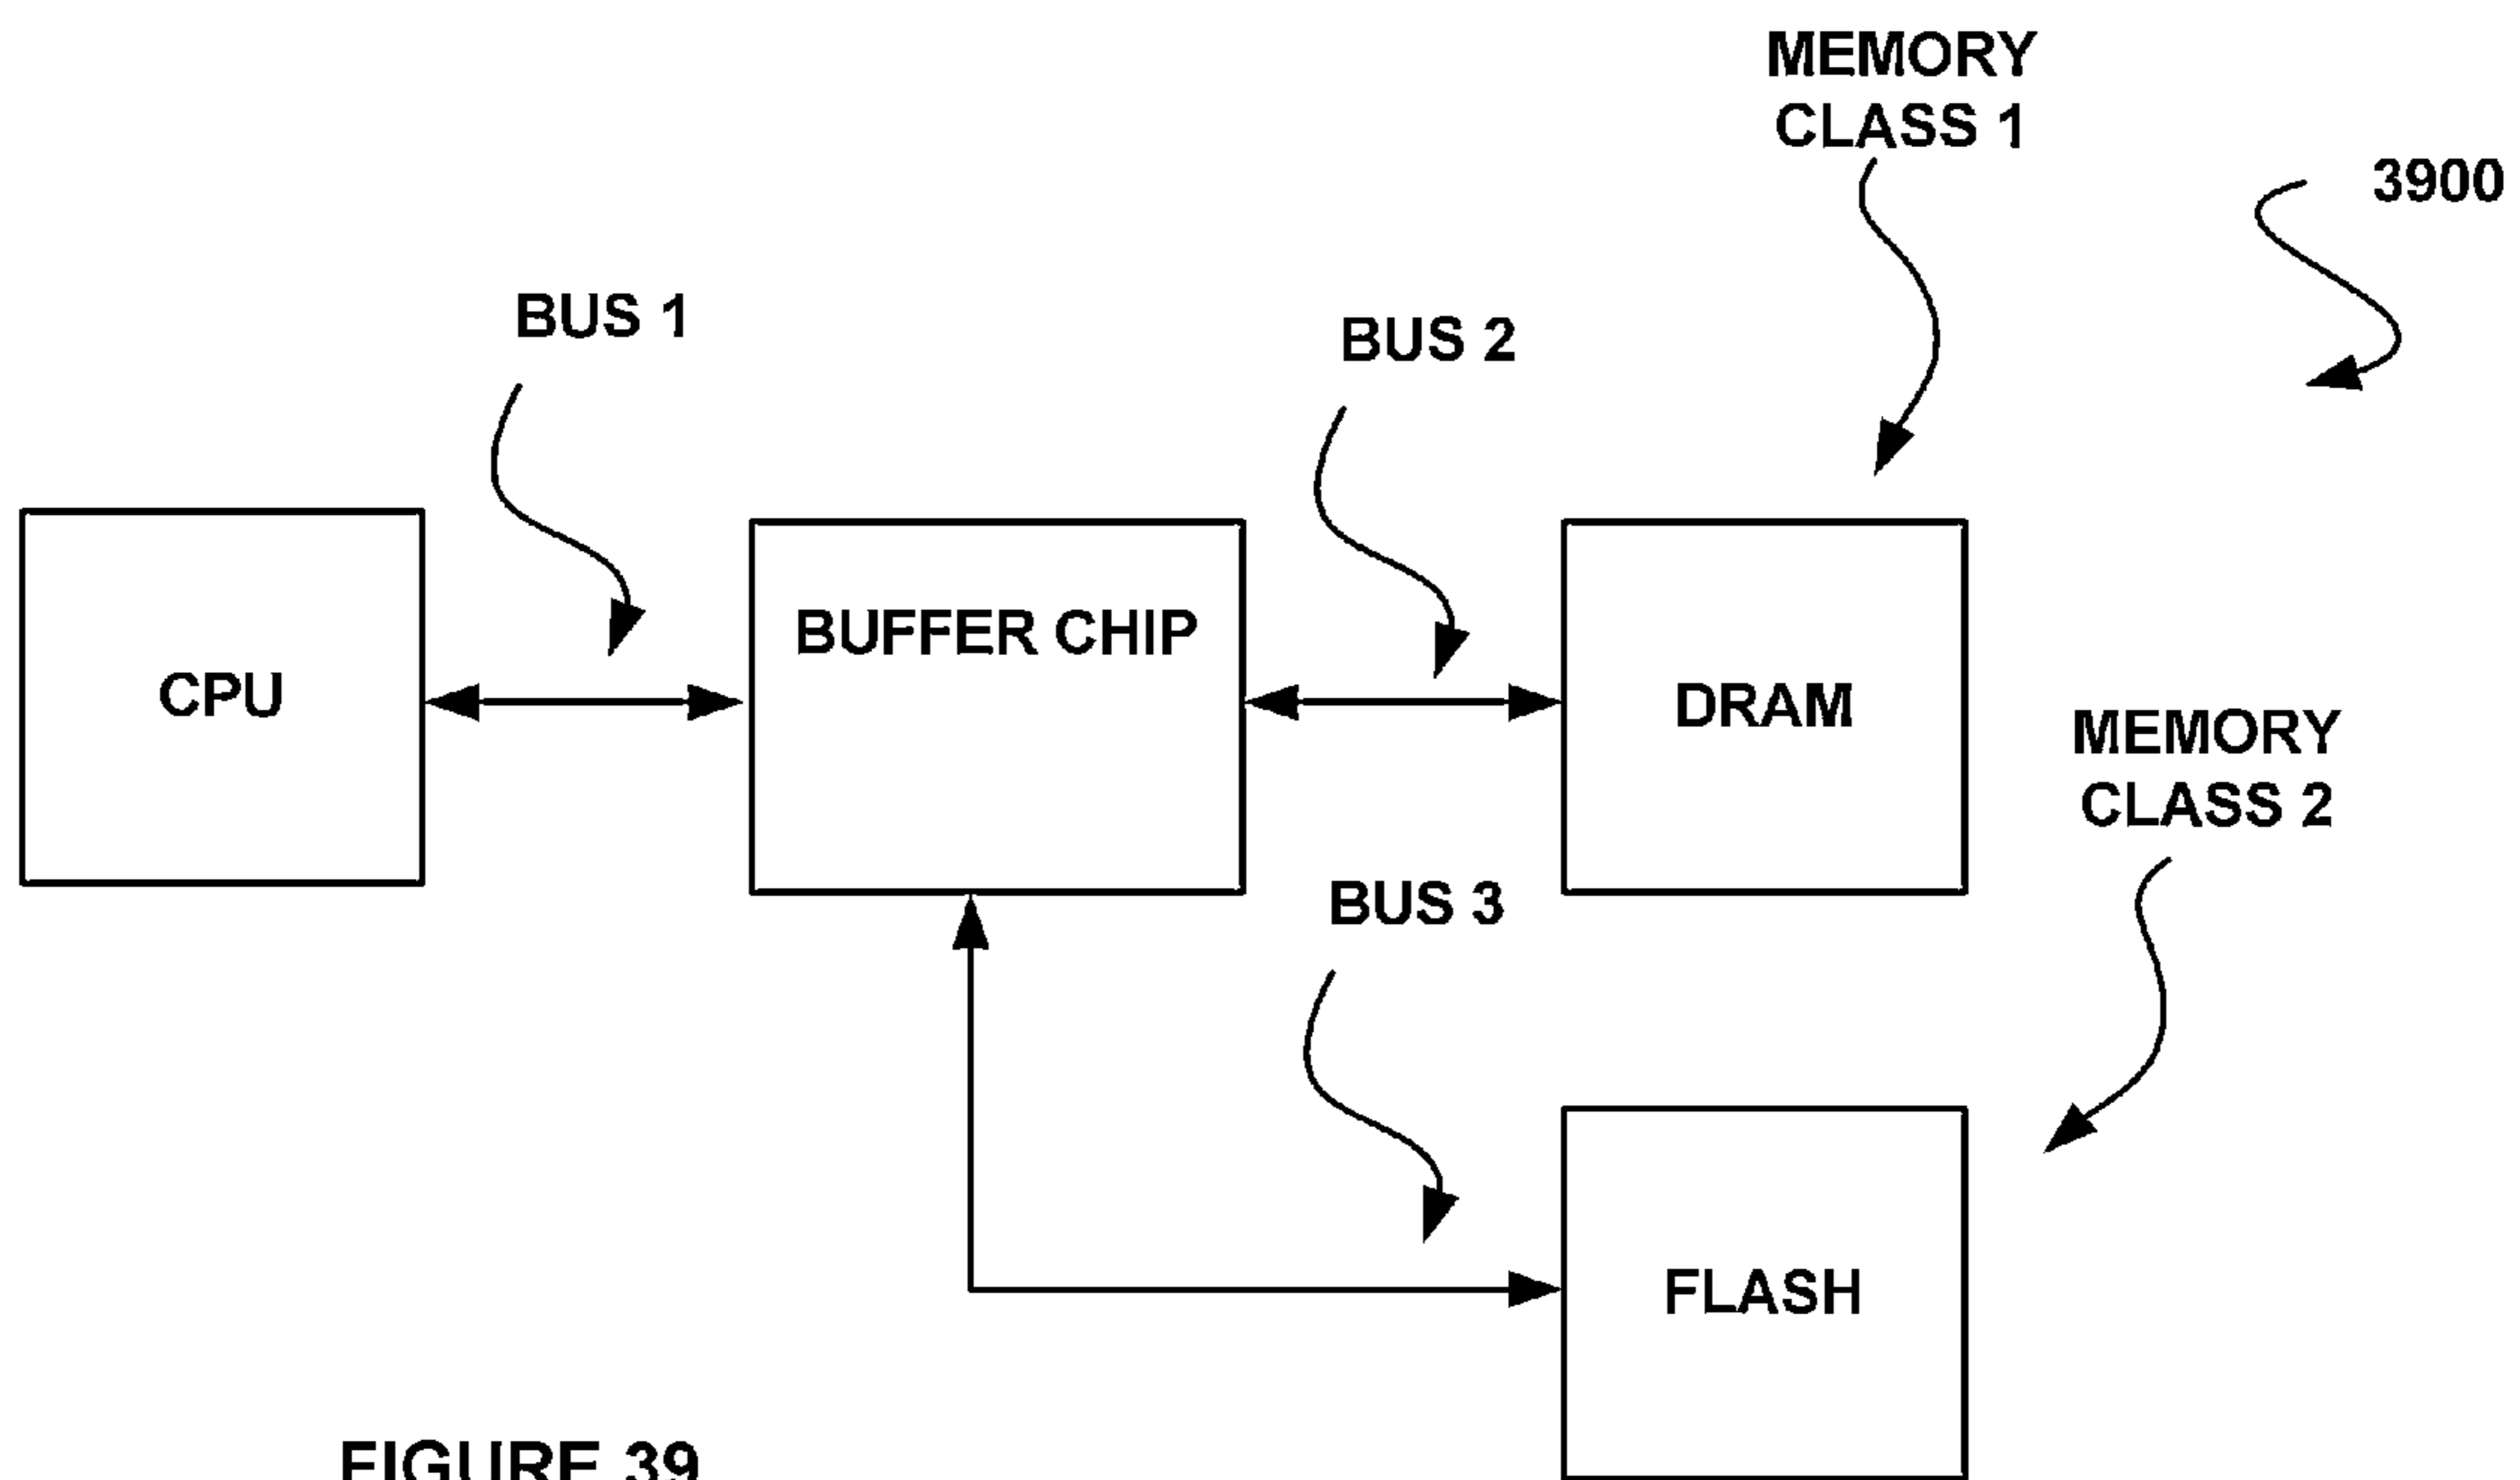 MEMORY
CLASS 1
3900
BUS 1
BUS 2
CPU
BUFFER CHIP
DRAM
MEMORY
CLASS 2
BUS 3
FLASH
FIGURE 39